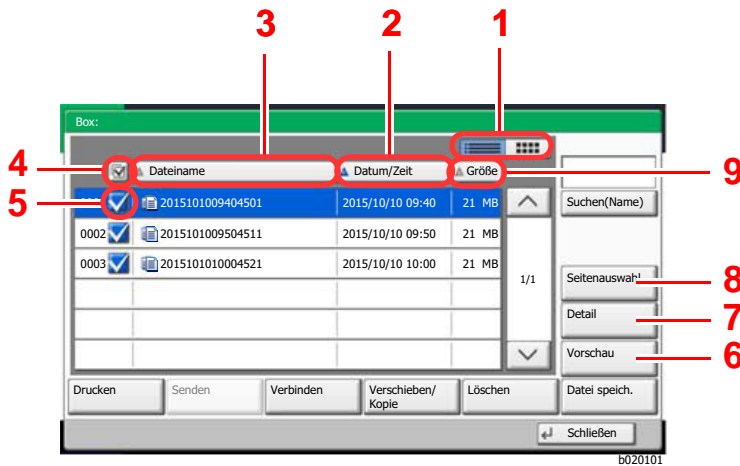 3 2 1
Box:
4 Dateiname Datum/Zeit Größe 9
5 2015101009404501 2015/10/10 09:40 21 MB Suchen(Name)
0002 2015101009504511 2015/10/10 09:50 21 MB
0003 2015101010004521 2015/10/10 10:00 21 MB
1/1 Seitenauswahl 8
Detail 7
Vorschau 6
Drucken Senden Verbinden Verschieben/ Löschen Datei speich.
Kopie
Schließen
b020101